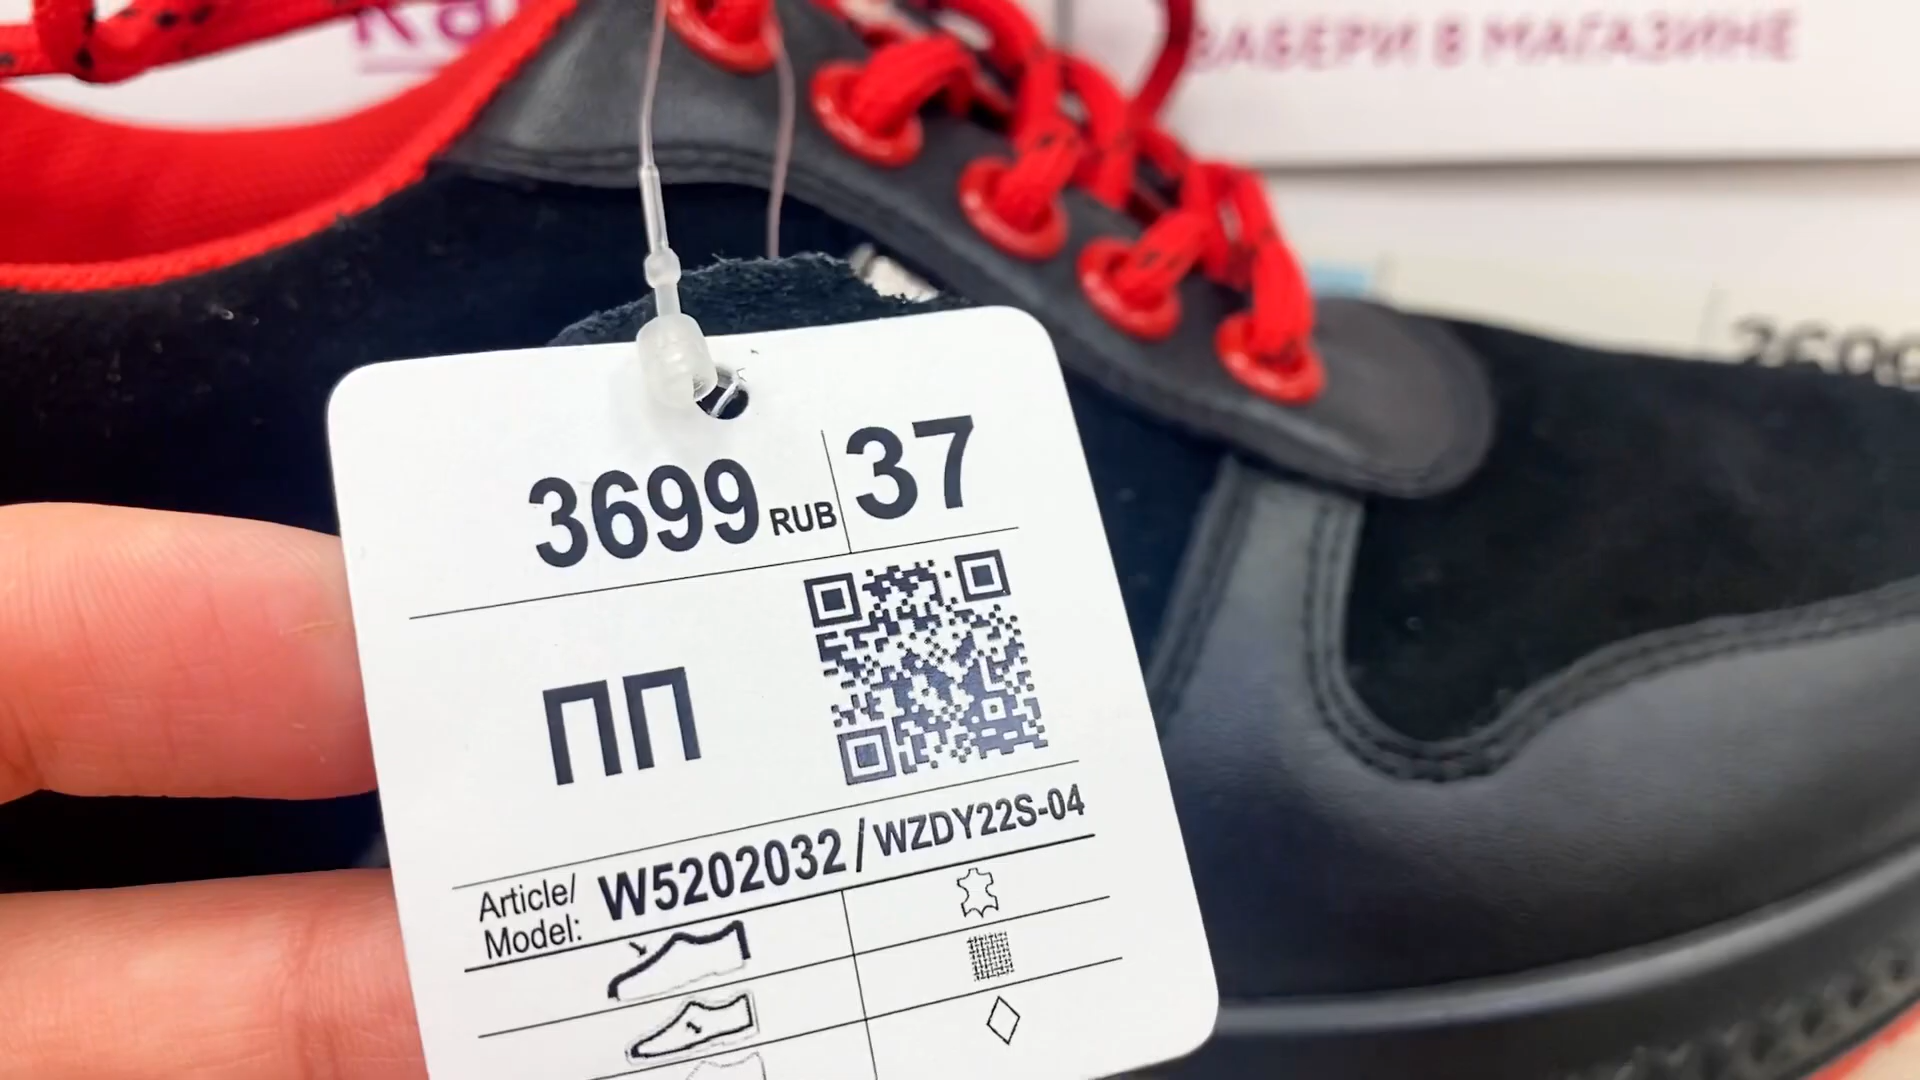 ЗАБЕРИ В МАГАЗИНЕ
3699 RUB 37
ПП
Article/ Model: W5202032 / WZDY22S-04